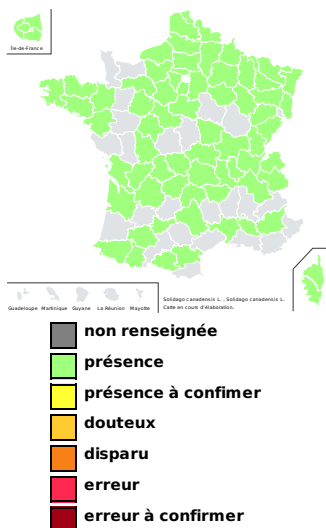 Île-de-France
Solidago canadensis L. , Solidago canadensis L.
Carte en cours d'élaboration.
Guadeloupe Martinique Guyane La Réunion Mayotte
non renseignée
présence
présence à confimer
douteux
disparu
erreur
erreur à confirmer